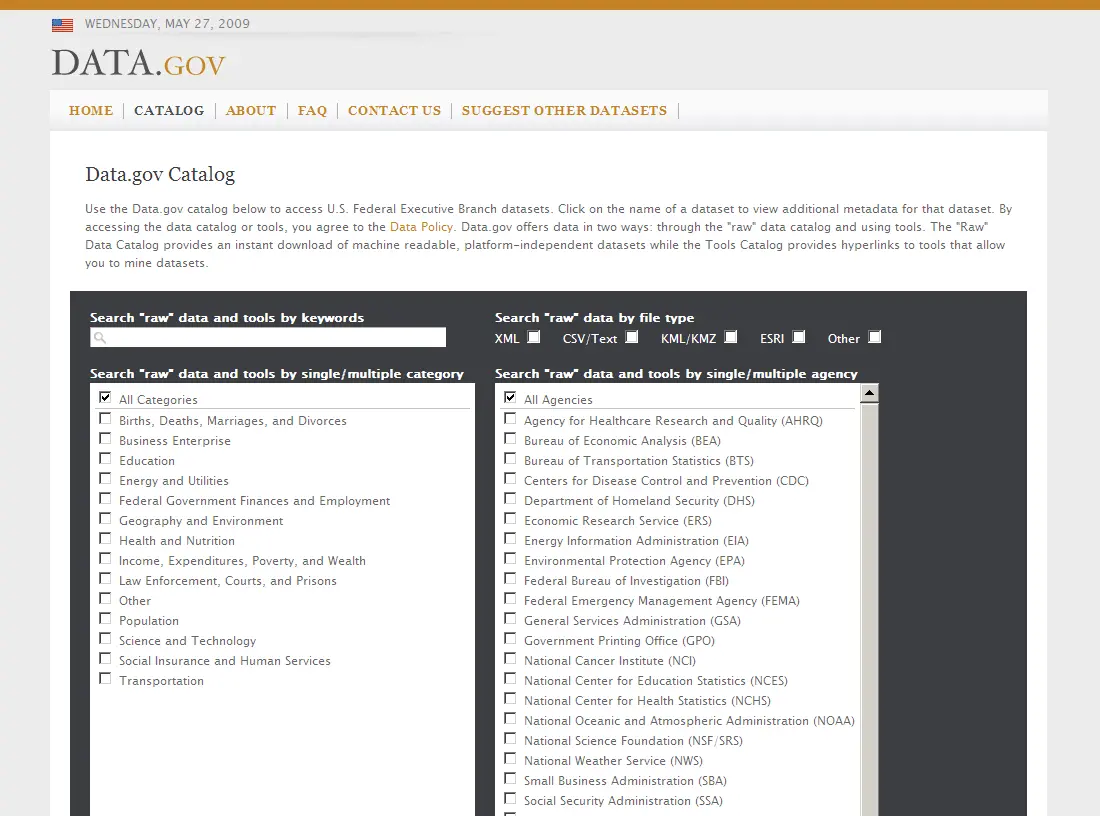 WEDNESDAY, MAY 27, 2009
DATA.GOV
HOME CATALOG ABOUT FAQ CONTACT US SUGGEST OTHER DATASETS
Data.gov Catalog
Use the Data.gov catalog below to access U.S. Federal Executive Branch datasets. Click on the name of a dataset to view additional metadata for that dataset. By
accessing the data catalog or tools, you agree to the Data Policy. Data.gov offers data in two ways: through the "raw" data catalog and using tools. The "Raw"
Data Catalog provides an instant download of machine readable, platform-independent datasets while the Tools Catalog provides hyperlinks to tools that allow
you to mine datasets.
Search "raw" data and tools by keywords
Search "raw" data by file type
XML CSV/Text KML/KMZ ESRI Other
Search "raw" data and tools by single/multiple category
All Categories
Births, Deaths, Marriages, and Divorces
Business Enterprise
Education
Energy and Utilities
Federal Government Finances and Employment
Geography and Environment
Health and Nutrition
Income, Expenditures, Poverty, and Wealth
Law Enforcement, Courts, and Prisons
Other
Population
Science and Technology
Social Insurance and Human Services
Transportation
Search "raw" data and tools by single/multiple agency
All Agencies
Agency for Healthcare Research and Quality (AHRQ)
Bureau of Economic Analysis (BEA)
Bureau of Transportation Statistics (BTS)
Centers for Disease Control and Prevention (CDC)
Department of Homeland Security (DHS)
Economic Research Service (ERS)
Energy Information Administration (EIA)
Environmental Protection Agency (EPA)
Federal Bureau of Investigation (FBI)
Federal Emergency Management Agency (FEMA)
General Services Administration (GSA)
Government Printing Office (GPO)
National Cancer Institute (NCI)
National Center for Education Statistics (NCES)
National Center for Health Statistics (NCHS)
National Oceanic and Atmospheric Administration (NOAA)
National Science Foundation (NSF/SRS)
National Weather Service (NWS)
Small Business Administration (SBA)
Social Security Administration (SSA)